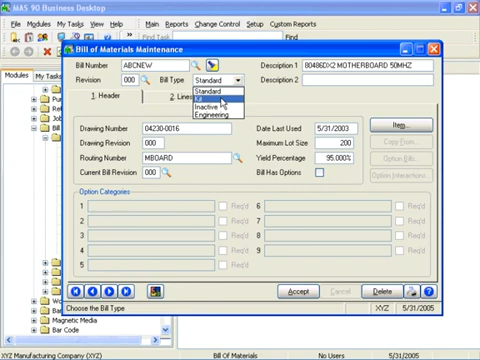 MAS 90 Business Desktop
File Modules My Tasks View Main Reports Change Control Setup Custom Reports
Find
Modules My Tasks
Bill of Materials Maintenance
Bill Number ABCNEW Description 1 80486DX2 MOTHERBOARD 50MHZ
Revision 000 Bill Type Standard Description 2
Standard
Kit
Inactive
Engineering
1. Header 2. Lines
Drawing Number 04230-0016 Date Last Used 5/31/2003 Item...
Drawing Revision 000 Maximum Lot Size 200 Copy From...
Routing Number MBOARD Yield Percentage 95.000% Option Bills...
Current Bill Revision 000 Bill Has Options Option Interactions...
Option Categories
1 Req'd 6 Req'd
2 Req'd 7 Req'd
3 Req'd 8 Req'd
4 Req'd 9 Req'd
5 Req'd
Accept Cancel Delete
Choose the Bill Type XYZ 5/31/2005
Magnetic Media
Bar Code
XYZ Manufacturing Company (XYZ) Bill Of Materials No Users 5/31/2005